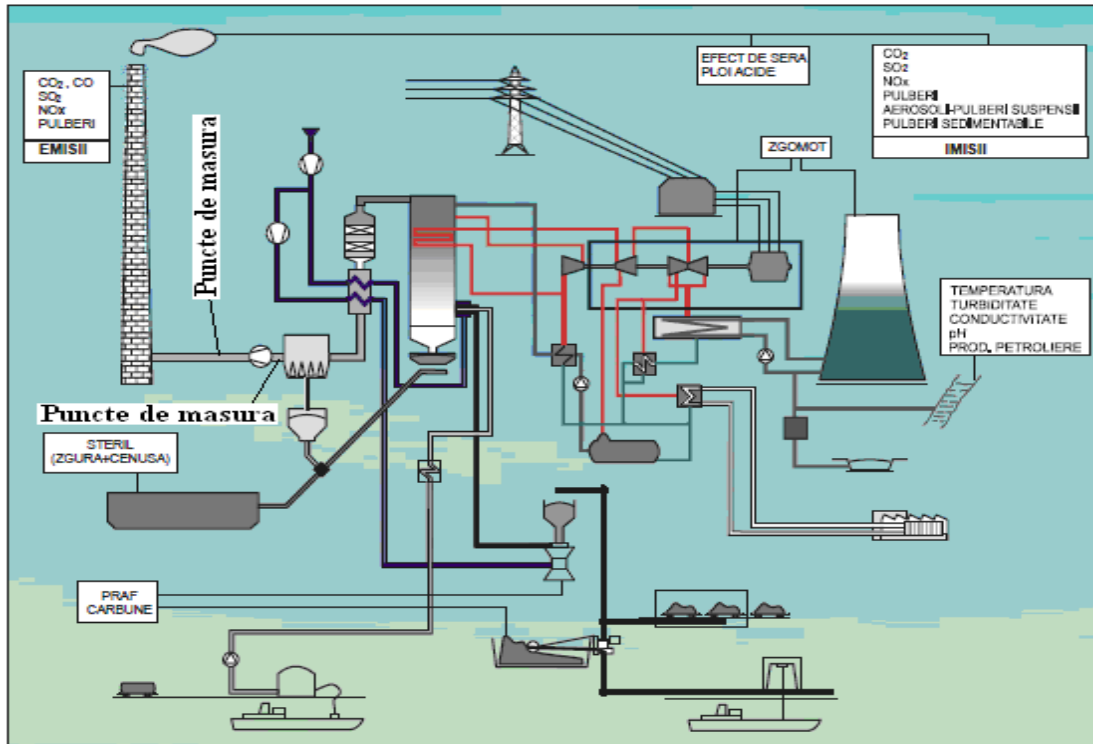 EFECT DE SERA
PLOI ACIDE
CO2
SO2
NOx
PULBERI
AEROSOLI-PULBERI SUSPENSII
PULBERI SEDIMENTABILE
IMISII
CO2 , CO
SO2
NOx
PULBERI
EMISII
ZGOMOT
Puncte de masura
TEMPERATURA
TURBIDITATE
CONDUCTIVITATE
pH
PROD. PETROLIERE
Puncte de masura
STERIL
(ZGURA+CENUSA)
PRAF
CARBUNE